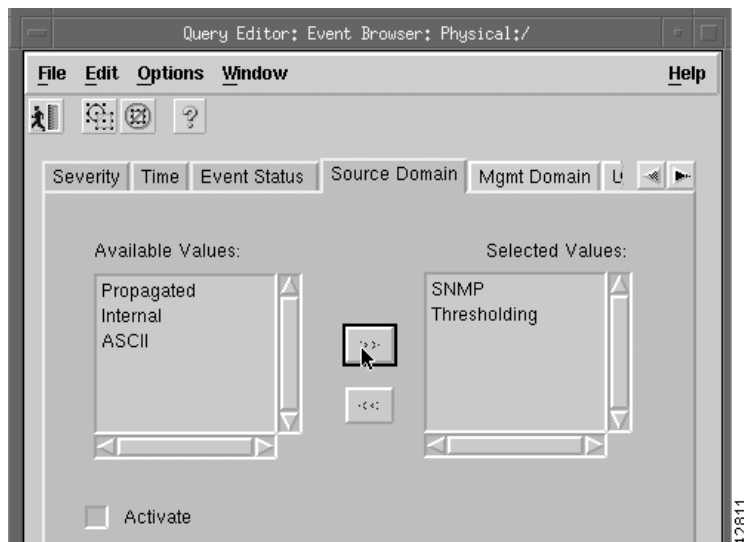 Query Editor: Event Browser: Physical:/
File Edit Options Window Help
?
Severity Time Event Status Source Domain Mgmt Domain
Available Values: Selected Values:
Propagated
Internal
ASCII
SNMP
Thresholding
>>
<<
Activate
12811